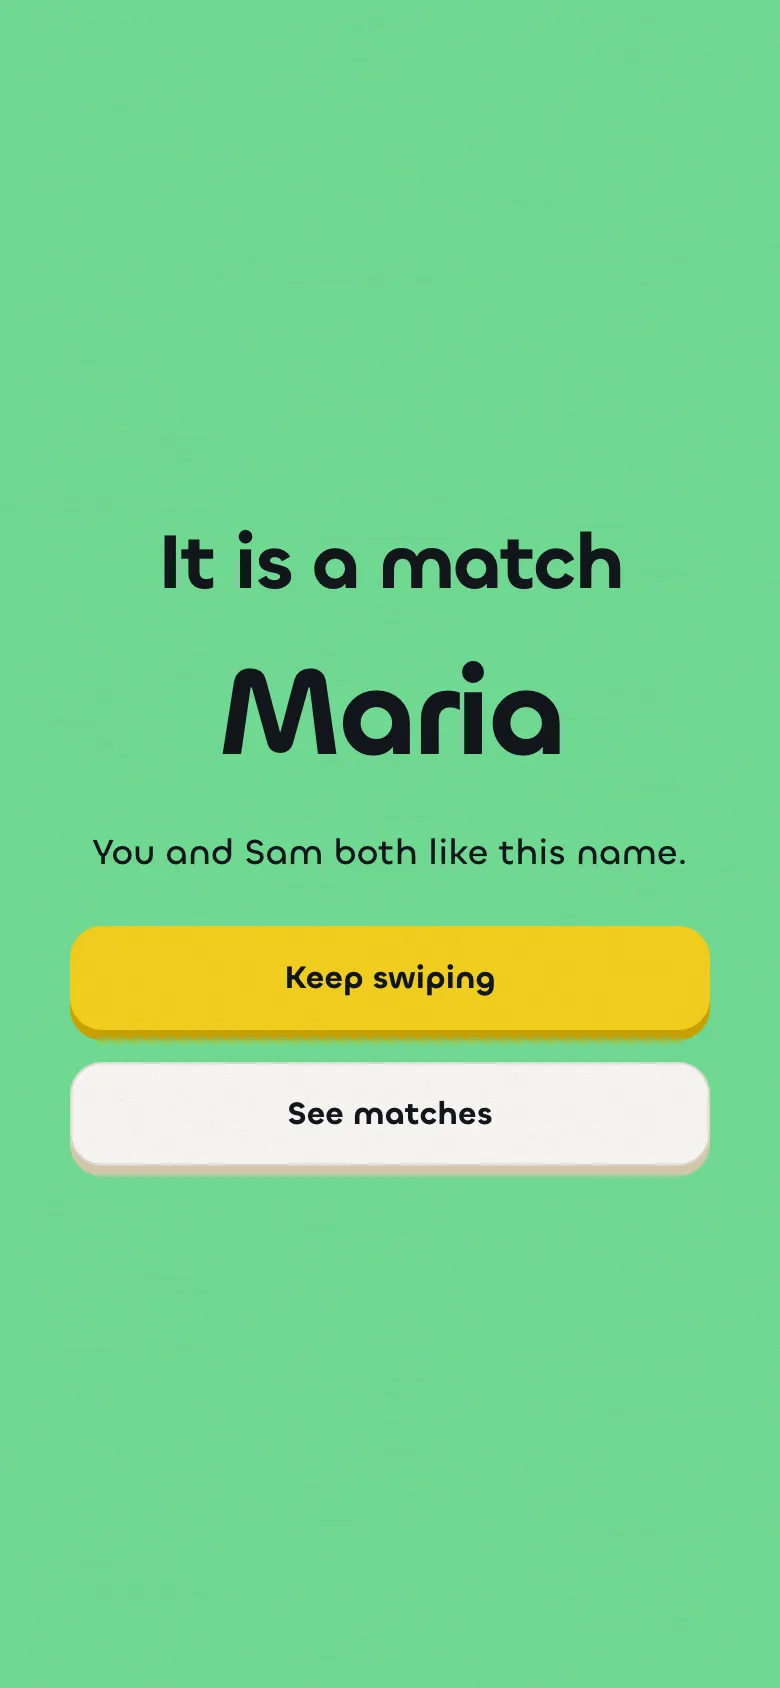 It is a match
Maria
You and Sam both like this name.
Keep swiping
See matches